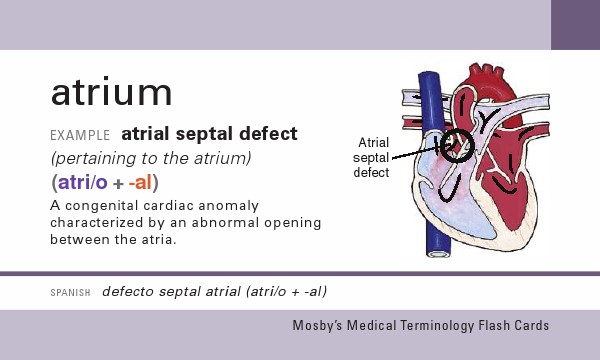 atrium
EXAMPLE atrial septal defect
(pertaining to the atrium)
(atri/o + -al)
A congenital cardiac anomaly
characterized by an abnormal opening
between the atria.
Atrial
septal
defect
SPANISH defecto septal atrial (atri/o + -al)
Mosby's Medical Terminology Flash Cards